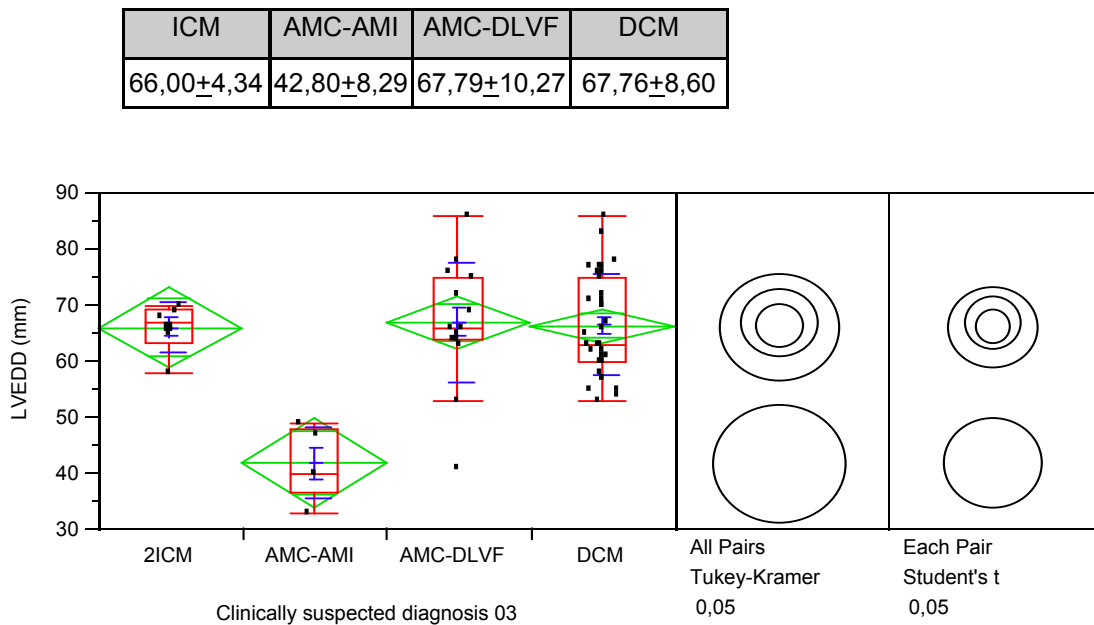 ICM AMC-AMI AMC-DLVF DCM
66,00±4,34 42,80±8,29 67,79±10,27 67,76±8,60
90
80
70
60
50
40
30
LVEDD (mm)
2ICM AMC-AMI AMC-DLVF DCM
All Pairs
Tukey-Kramer
0,05
Each Pair
Student's t
0,05
Clinically suspected diagnosis 03